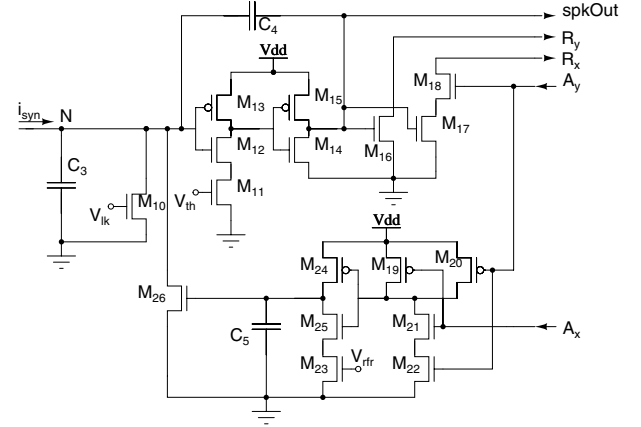 spkOut
C4
Ry
Vdd
Rx
M18
Ay
isyn
N
M13
M15
M17
M12
M14
M16
C3
M11
M10
Vlk
Vth
Vdd
M24
M19
M20
M26
M25
M21
Ax
C5
M23
Vrfr
M22